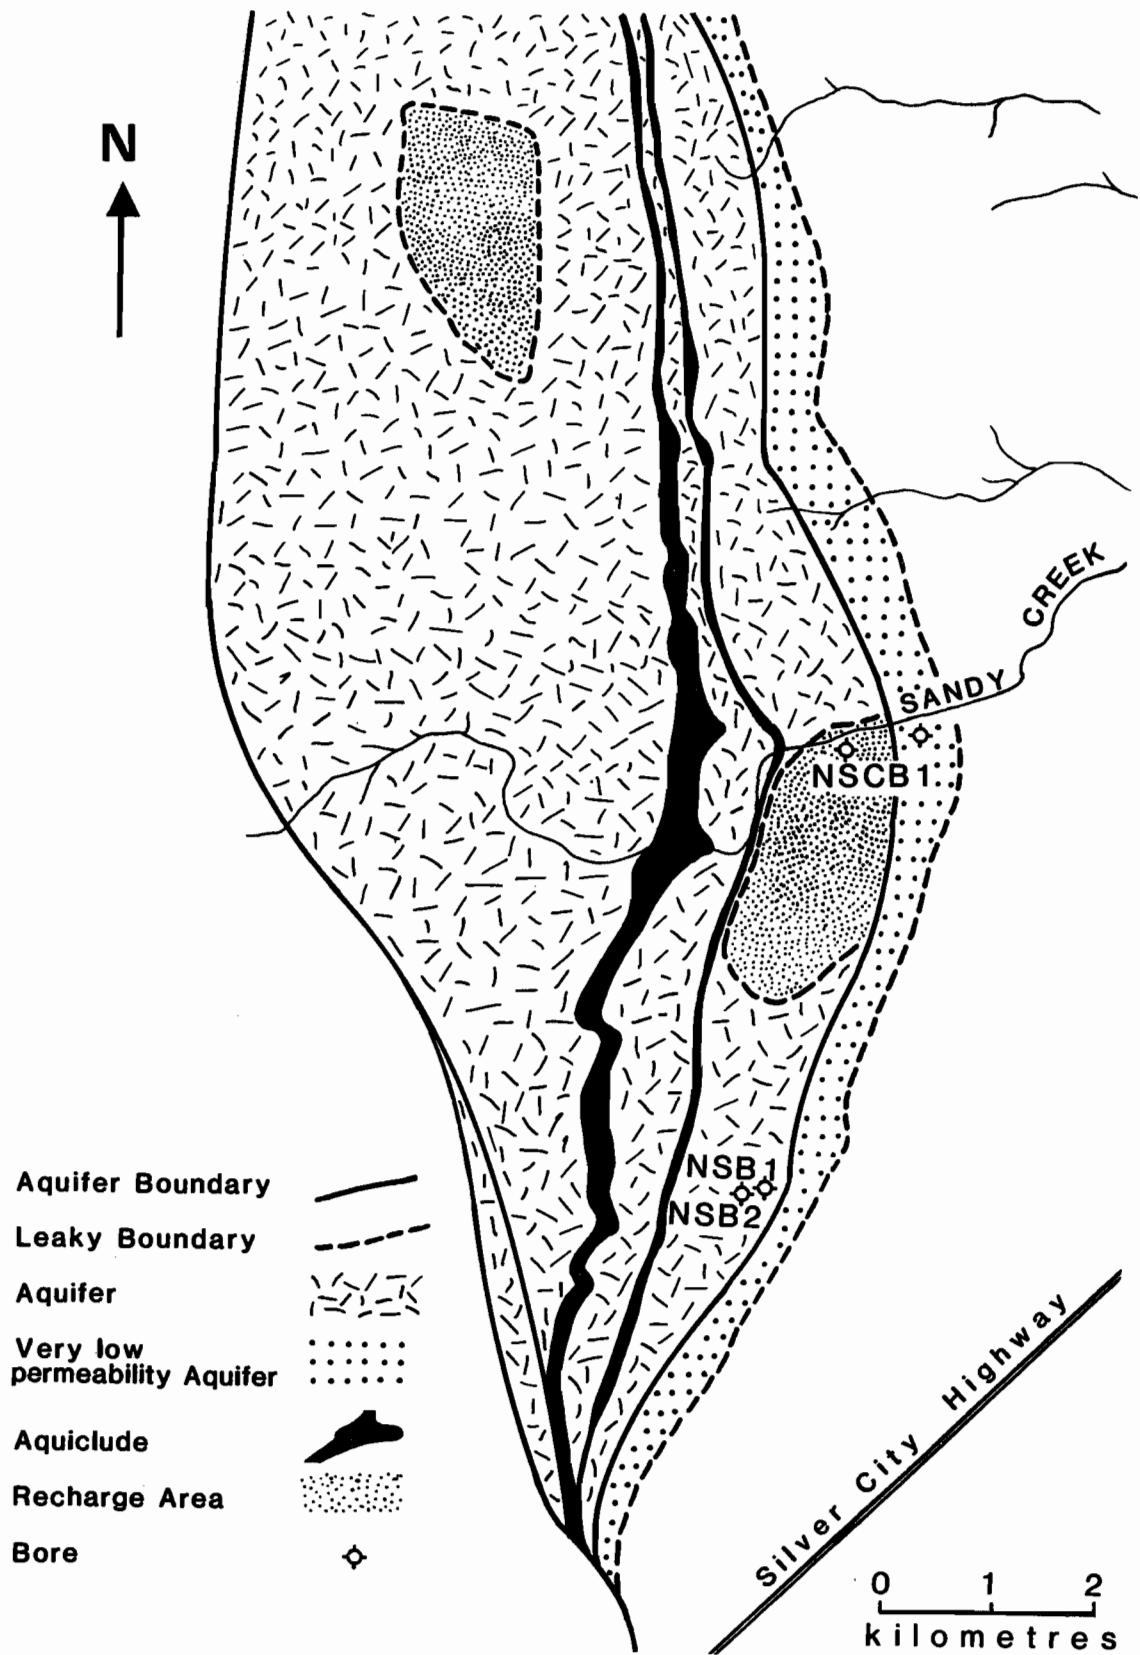 N
CREEK
SANDY
NSCB1
NSB1
NSB2
Aquifer Boundary
Leaky Boundary
Aquifer
Very low
permeability Aquifer
Aquiclude
Recharge Area
Bore
Silver City Highway
0 1 2
kilometres